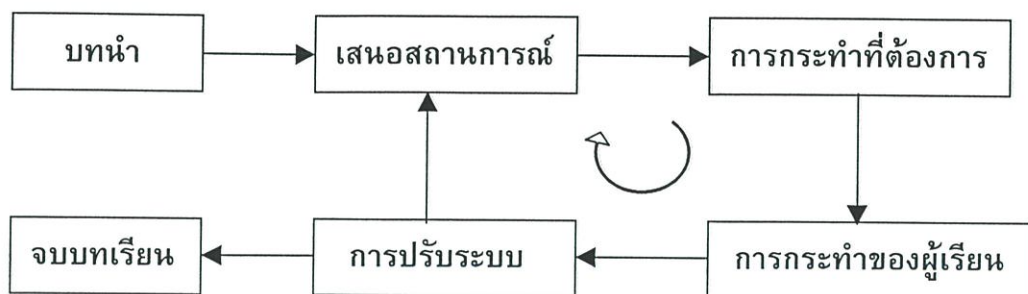 บทนำ
เสนอสถานการณ์
การกระทำที่ต้องการ
จบบทเรียน
การปรับระบบ
การกระทำของผู้เรียน